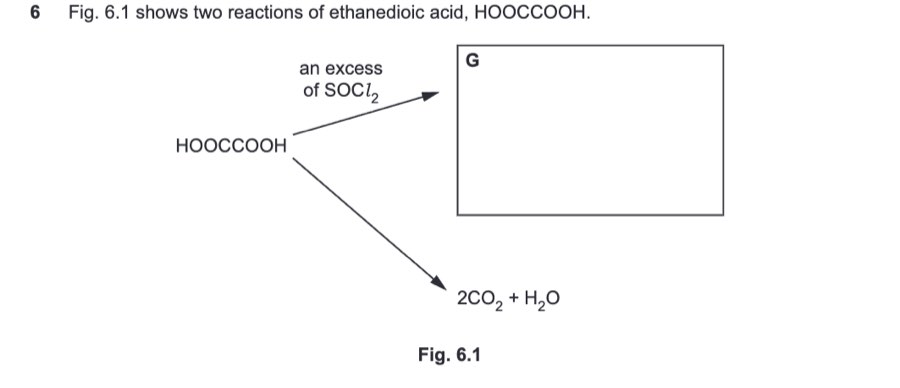 6 Fig. 6.1 shows two reactions of ethanedioic acid, HOOCCOOH.
an excess
of SOCl₂
G
HOOCCOOH
2CO₂ + H₂O
Fig. 6.1